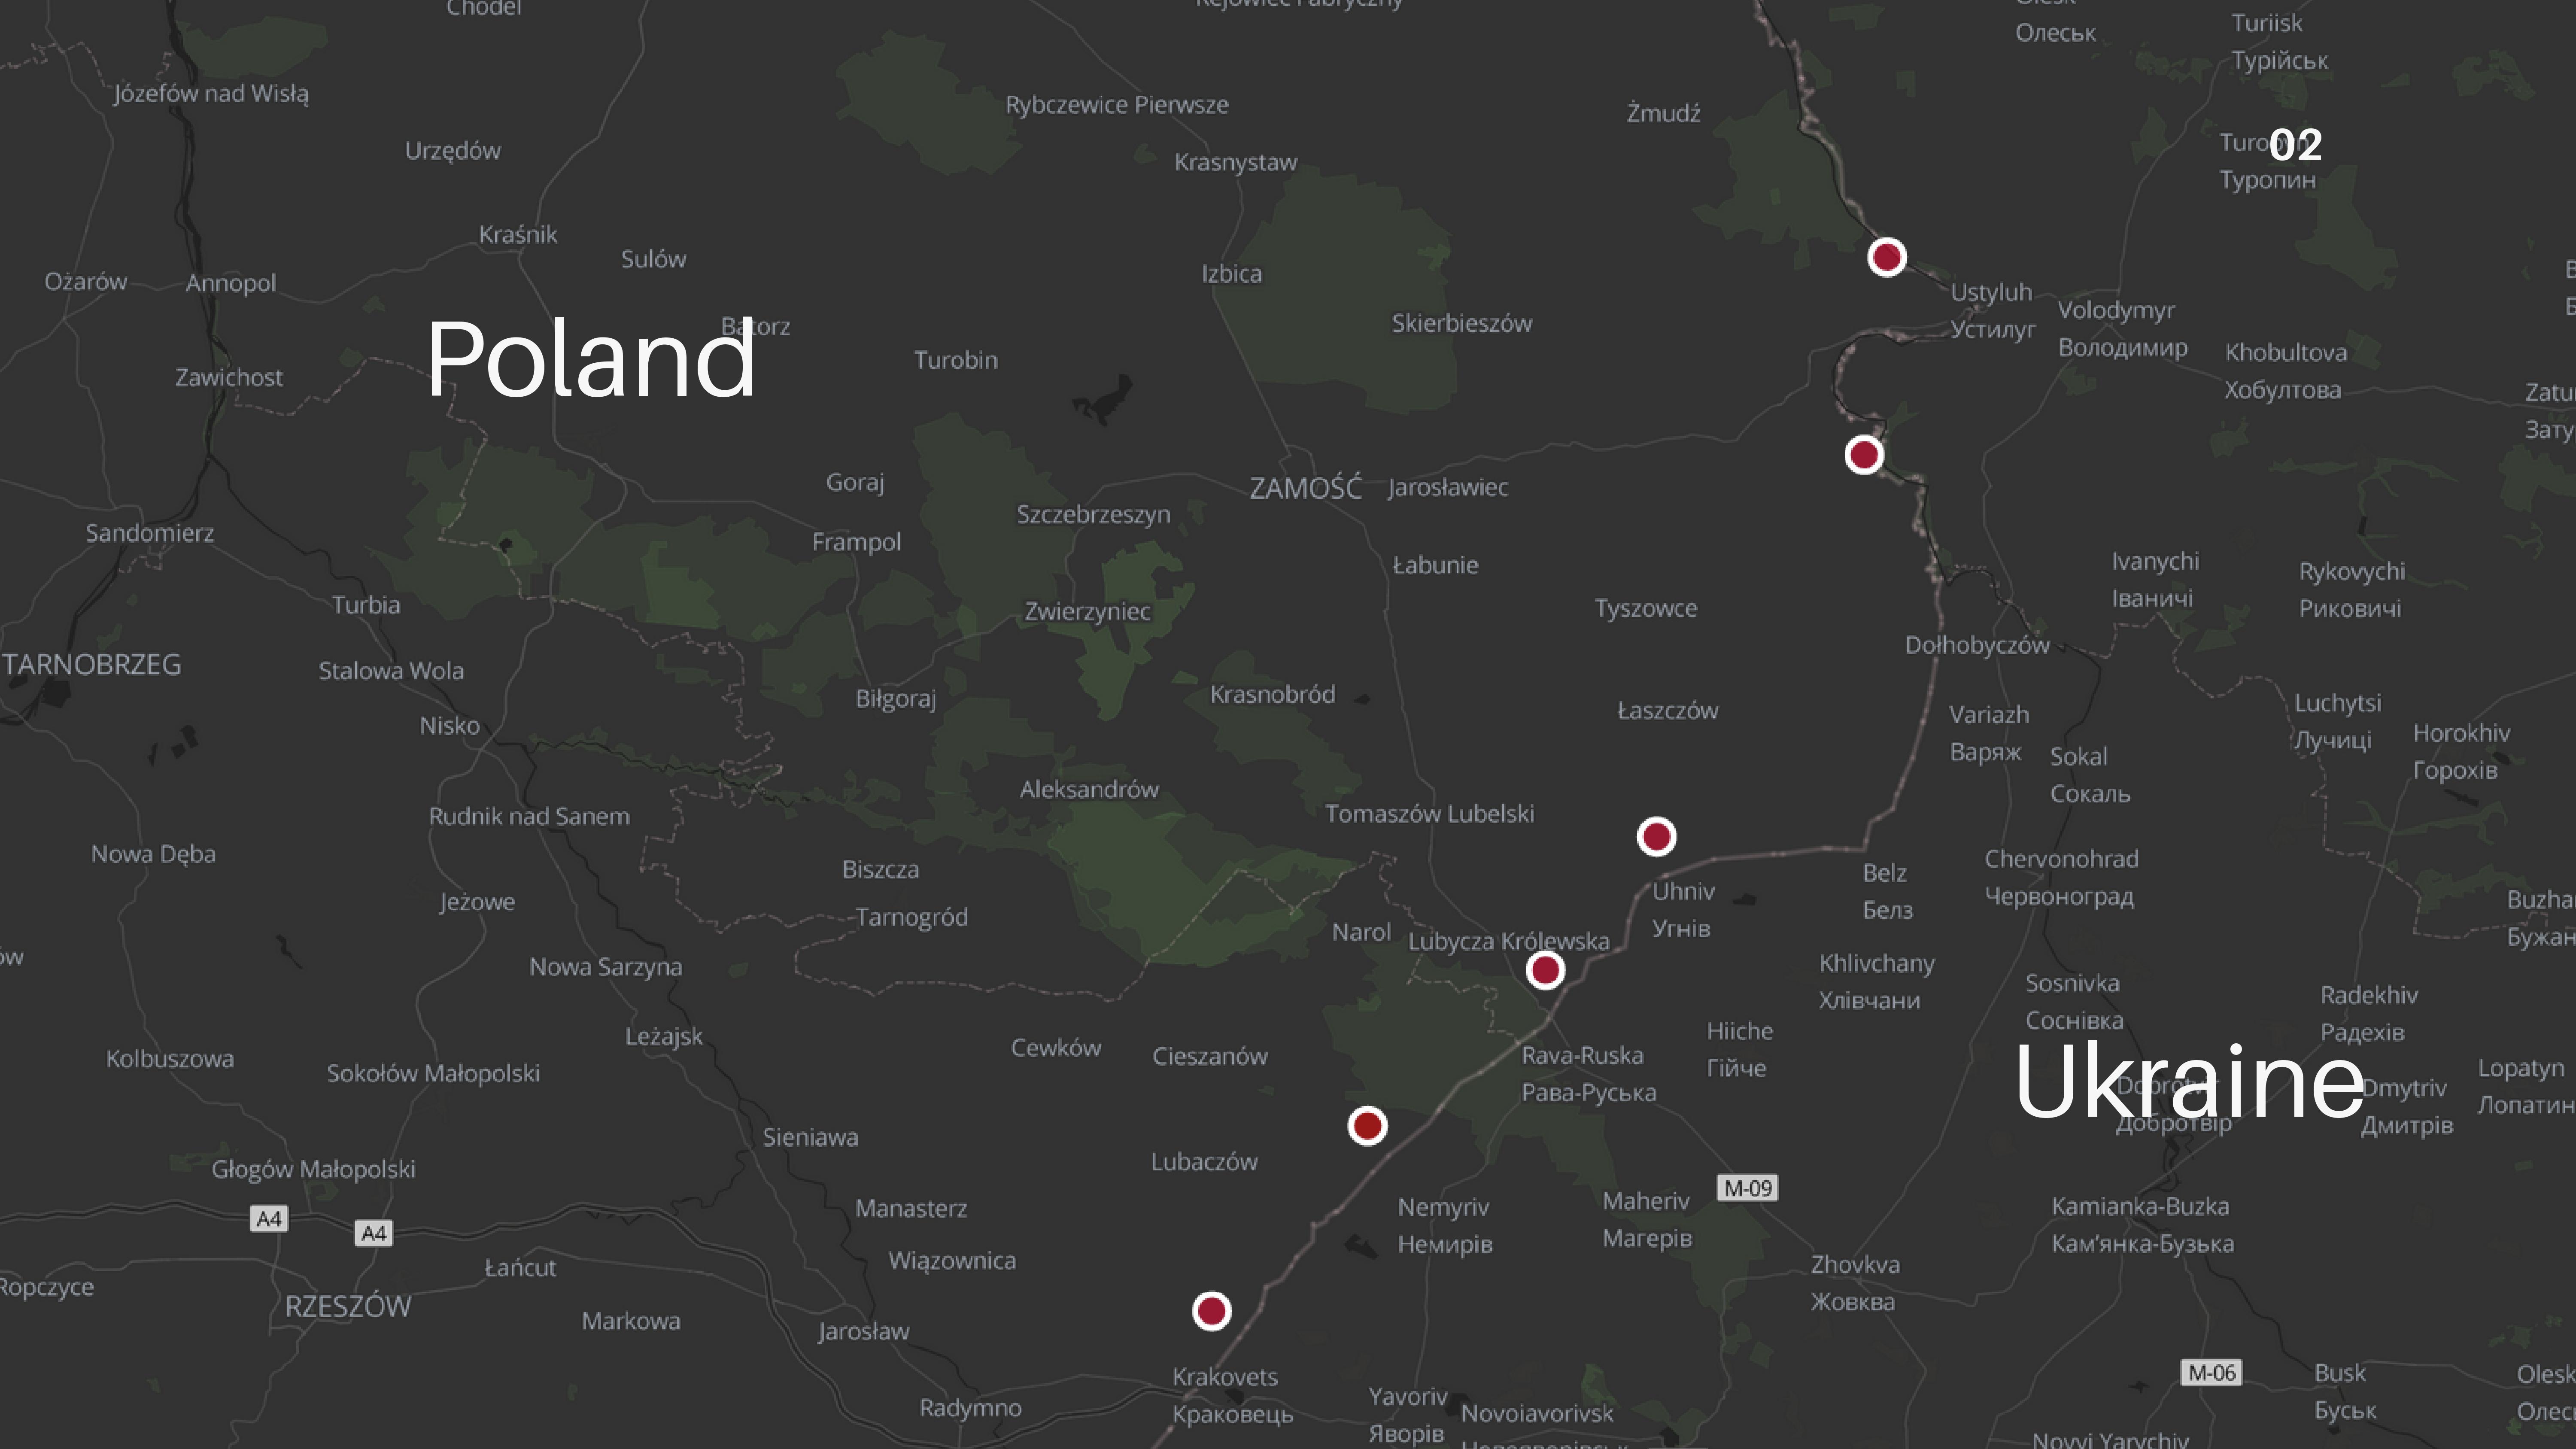 Chodel
Rejowiec Fabryczny
Олеськ
Turiisk
Турійськ
Józefów nad Wisłą
Rybczewice Pierwsze
Żmudź
Urzędów
Krasnystaw
02
Туропин
Kraśnik
Sulów
Ożarów
Annopol
Izbica
Ustyluh
Устилуг
Volodymyr
Володимир
Skierbieszów
Batorz
Poland
Turobin
Khobultova
Хобултова
Zawichost
Goraj
ZAMOŚĆ
Jarosławiec
Szczebrzeszyn
Sandomierz
Frampol
Łabunie
Ivanychi
Іваничі
Rykovychi
Риковичі
Turbia
Zwierzyniec
Tyszowce
Dołhobyczów
TARNOBRZEG
Stalowa Wola
Biłgoraj
Krasnobród
Łaszczów
Variazh
Варяж
Luchytsi
Лучиці
Nisko
Horokhiv
Горохів
Sokal
Сокаль
Aleksandrów
Rudnik nad Sanem
Tomaszów Lubelski
Nowa Dęba
Biszcza
Belz
Белз
Chervonohrad
Червоноград
Uhniv
Угнів
Jeżowe
Tarnogród
Narol
Lubycza Królewska
Nowa Sarzyna
Khlivchany
Хлівчани
Sosnivka
Соснівка
Radekhiv
Радехів
Leżajsk
Hiiche
Гійче
Kolbuszowa
Cewków
Cieszanów
Rava-Ruska
Рава-Руська
Sokołów Małopolski
Ukraine
Добротвір
Dmytriv
Дмитрів
Lopatyn
Лопатин
Sieniawa
Głogów Małopolski
Lubaczów
M-09
Manasterz
Nemyriv
Немирів
Maheriv
Магерів
Kamianka-Buzka
Кам'янка-Бузька
A4
A4
Wiązownica
Łańcut
Zhovkva
Жовква
Ropczyce
RZESZÓW
Markowa
Jarosław
Krakovets
Краковець
M-06
Busk
Буськ
Radymno
Yavoriv
Яворів
Novoiavorivsk
Novyi Yarychiv